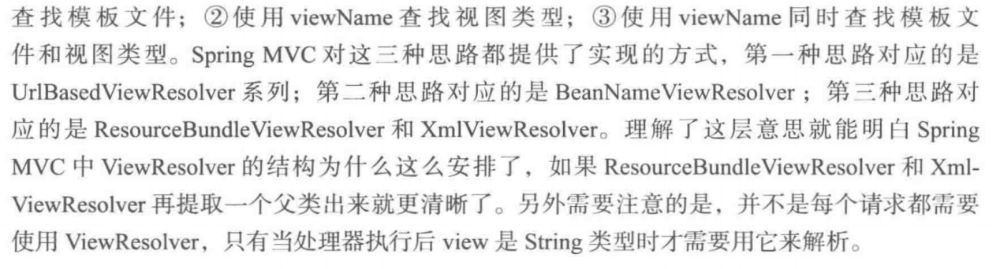 查找模板文件；②使用 viewName 查找视图类型；③使用 viewName 同时查找模板文
件和视图类型。Spring MVC 对这三种思路都提供了实现的方式，第一种思路对应的是
UrlBasedViewResolver 系列；第二种思路对应的是 BeanNameViewResolver；第三种思路对
应的是 ResourceBundleViewResolver 和 XmlViewResolver。理解了这层意思就能明白 Spring
MVC 中 ViewResolver 的结构为什么这么安排了，如果 ResourceBundleViewResolver 和 Xml-
ViewResolver 再提取一个父类出来就更清晰了。另外需要注意的是，并不是每个请求都需要
使用 ViewResolver，只有当处理器执行后 view 是 String 类型时才需要用它来解析。